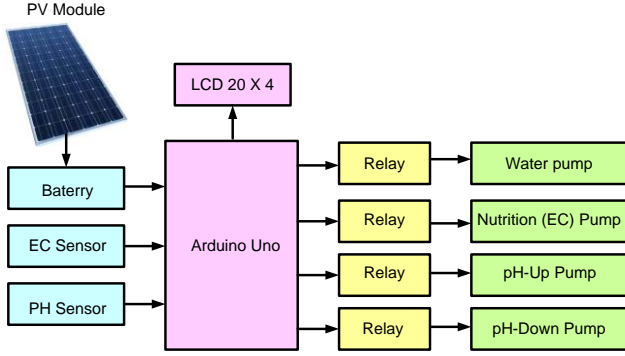 PV Module
LCD 20 X 4
Baterry
EC Sensor
PH Sensor
Arduino Uno
Relay
Water pump
Relay
Nutrition (EC) Pump
Relay
pH-Up Pump
Relay
pH-Down Pump